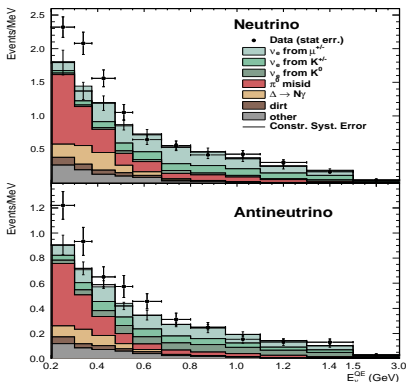 Events/MeV
2.5
2.0
1.5
1.0
0.5
Neutrino
Data (stat err.)
νe from μ+/-
νe from K+/-
νe from K0
π0 misid
Δ → Nγ
dirt
other
Constr. Syst. Error
Events/MeV
1.2
1.0
0.8
0.6
0.4
0.2
0.0
Antineutrino
0.2 0.4 0.6 0.8 1.0 1.2 1.4 1.5 3.0
EνQE (GeV)